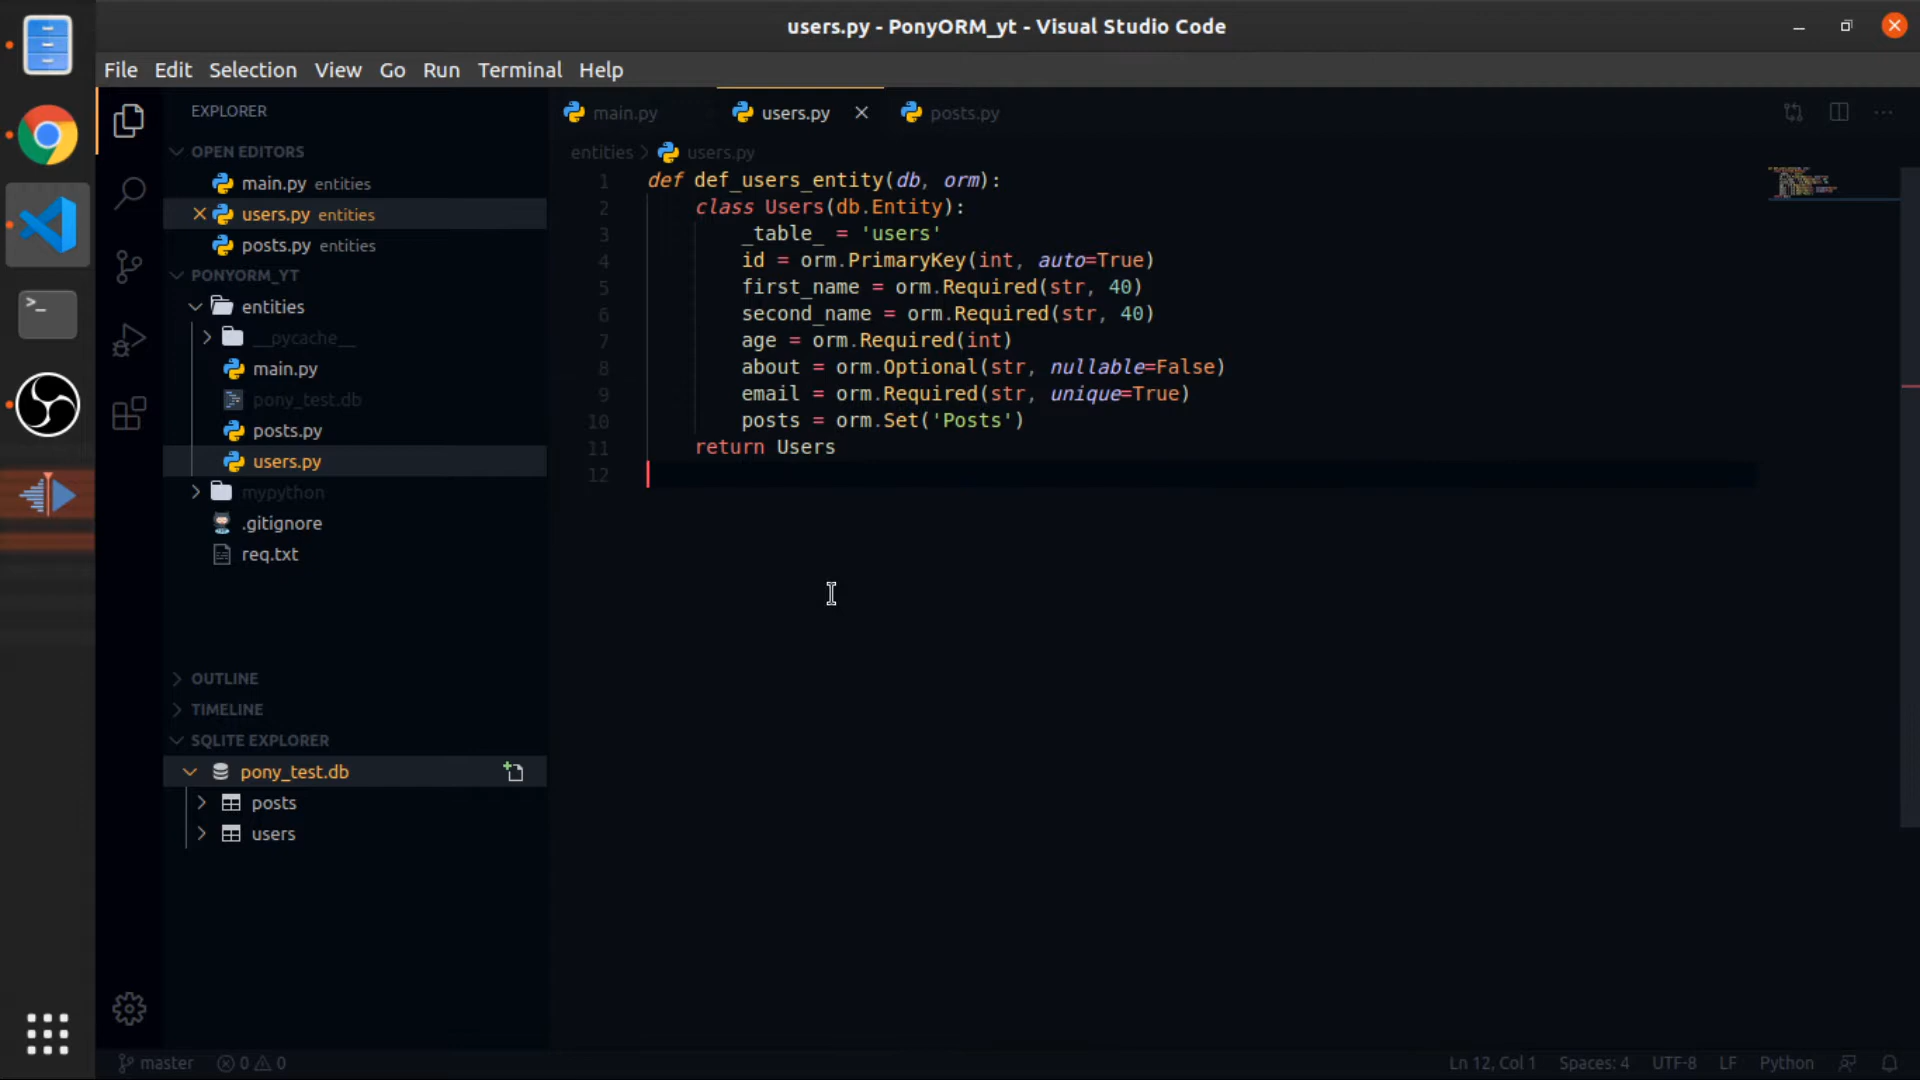 users.py - PonyORM_yt - Visual Studio Code
File Edit Selection View Go Run Terminal Help
EXPLORER
OPEN EDITORS
main.py entities
users.py entities
posts.py entities
PONYORM_YT
entities
__pycache__
main.py
pony_test.db
posts.py
users.py
mypython
.gitignore
req.txt
OUTLINE
TIMELINE
SQLITE EXPLORER
pony_test.db
posts
users
main.py users.py posts.py
entities > users.py
1 def def_users_entity(db, orm):
2 class Users(db.Entity):
3 _table_ = 'users'
4 id = orm.PrimaryKey(int, auto=True)
5 first_name = orm.Required(str, 40)
6 second_name = orm.Required(str, 40)
7 age = orm.Required(int)
8 about = orm.Optional(str, nullable=False)
9 email = orm.Required(str, unique=True)
10 posts = orm.Set('Posts')
11 return Users
12
master 0 0 Ln 12, Col 1 Spaces: 4 UTF-8 LF Python